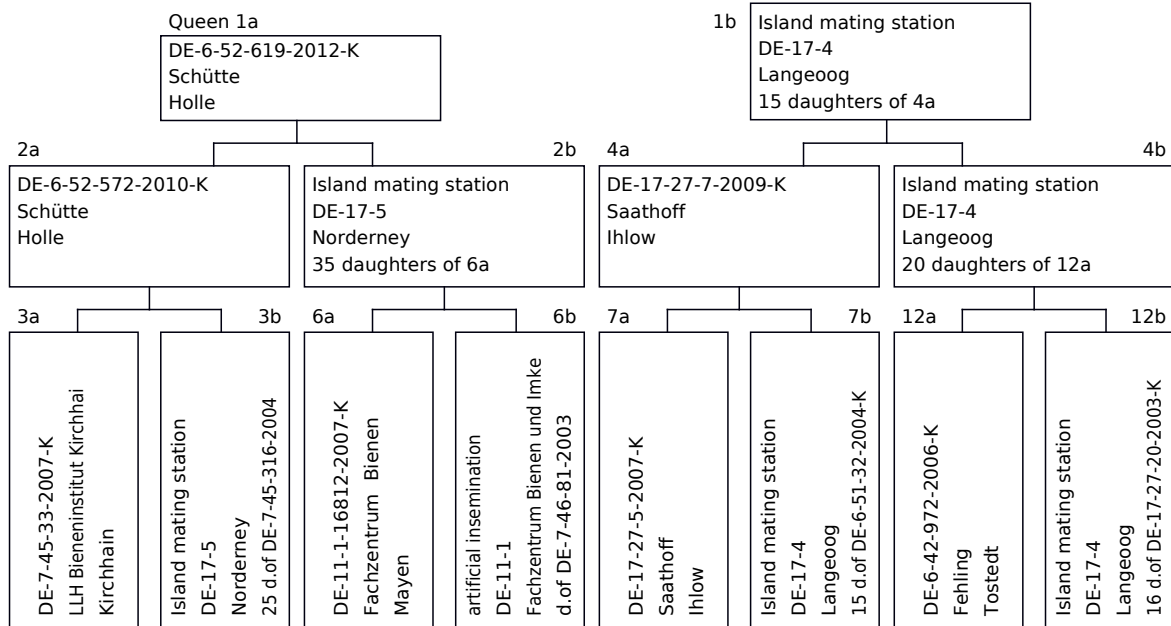 Queen 1a
DE-6-52-619-2012-K
Schütte
Holle
1b
Island mating station
DE-17-4
Langeoog
15 daughters of 4a
2a
DE-6-52-572-2010-K
Schütte
Holle
2b
Island mating station
DE-17-5
Norderney
35 daughters of 6a
4a
DE-17-27-7-2009-K
Saathoff
Ihlow
4b
Island mating station
DE-17-4
Langeoog
20 daughters of 12a
3a
DE-7-45-33-2007-K
LLH Bieneninstitut Kirchhai
Kirchhain
3b
Island mating station
DE-17-5
Norderney
25 d.of DE-7-45-316-2004
6a
DE-11-1-16812-2007-K
Fachzentrum Bienen
Mayen
6b
artificial insemination
DE-11-1
Fachzentrum Bienen und Imke
d.of DE-7-46-81-2003
7a
DE-17-27-5-2007-K
Saathoff
Ihlow
7b
Island mating station
DE-17-4
Langeoog
15 d.of DE-6-51-32-2004-K
12a
DE-6-42-972-2006-K
Fehling
Tostedt
12b
Island mating station
DE-17-4
Langeoog
16 d.of DE-17-27-20-2003-K